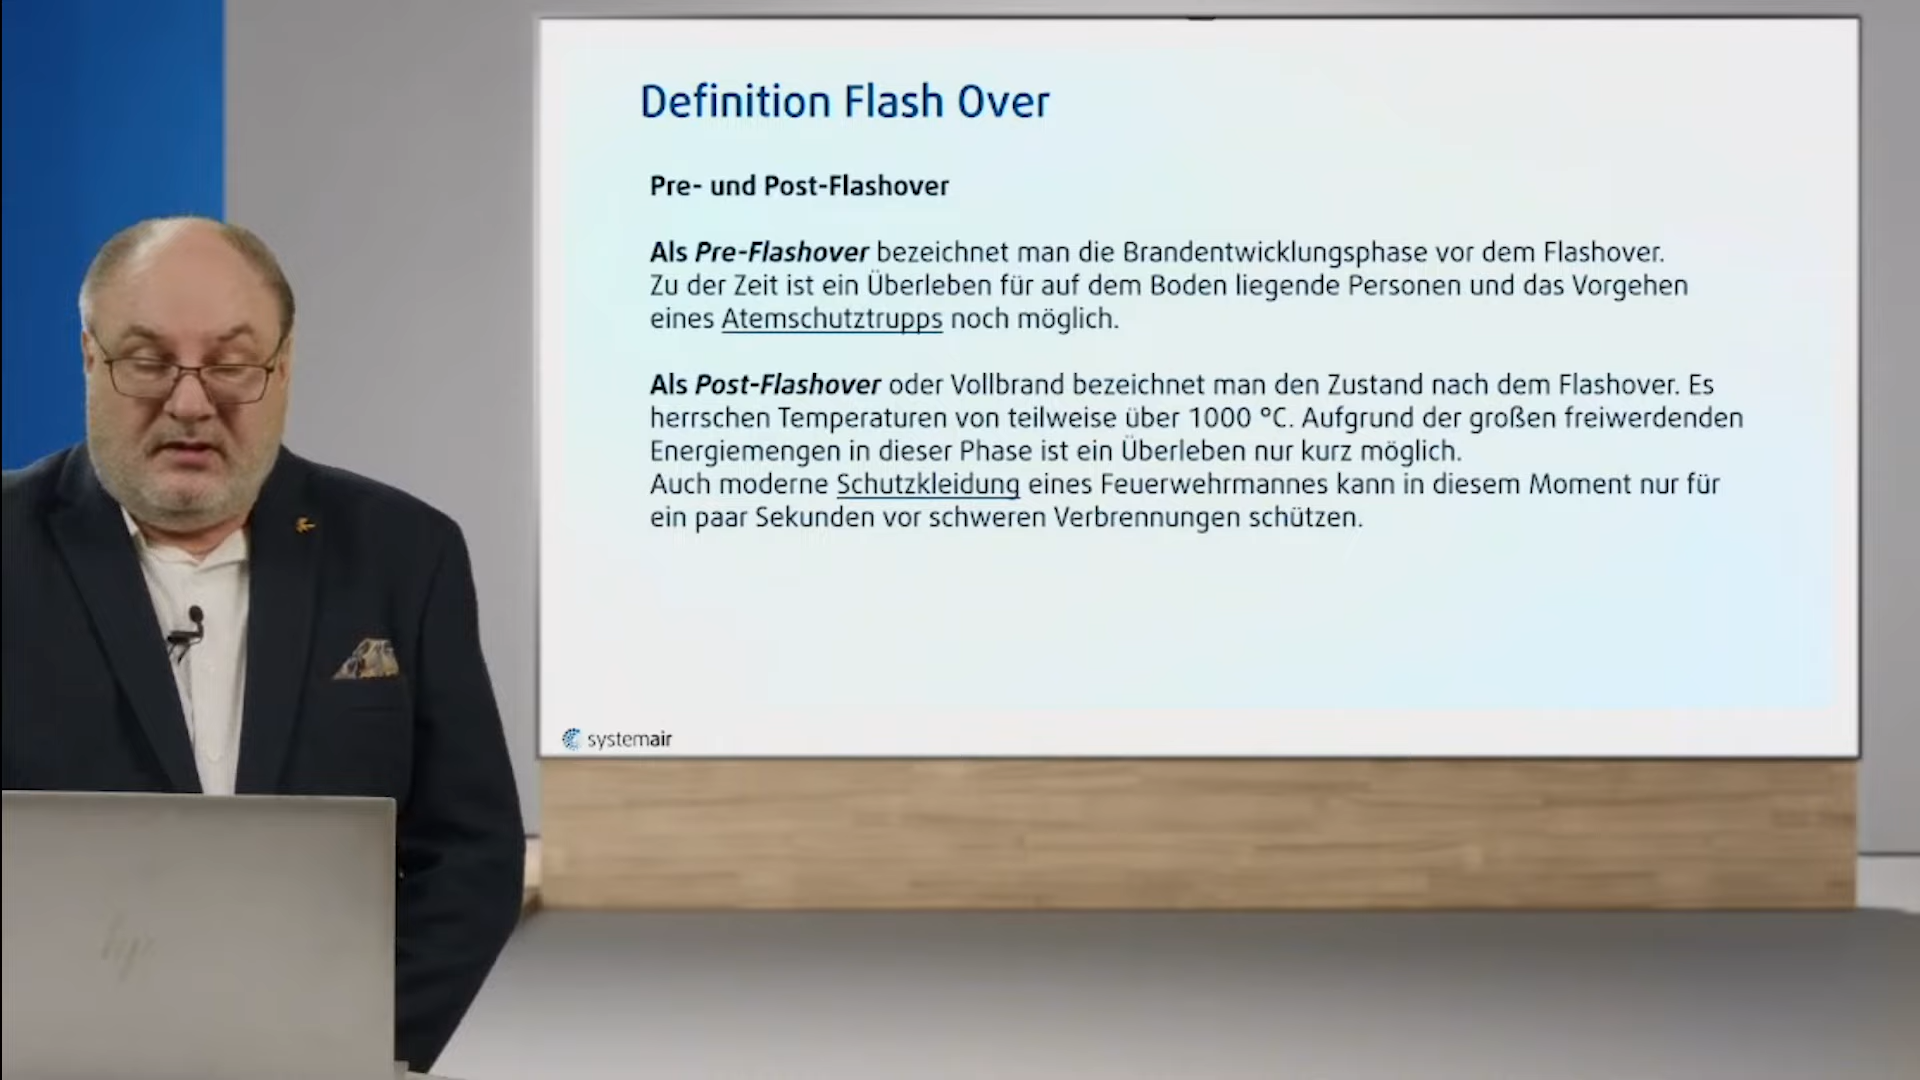 Definition Flash Over
Pre- und Post-Flashover
Als Pre-Flashover bezeichnet man die Brandentwicklungsphase vor dem Flashover.
Zu der Zeit ist ein Überleben für auf dem Boden liegende Personen und das Vorgehen
eines Atemschutztrupps noch möglich.
Als Post-Flashover oder Vollbrand bezeichnet man den Zustand nach dem Flashover. Es
herrschen Temperaturen von teilweise über 1000 °C. Aufgrund der großen freiwerdenden
Energiemengen in dieser Phase ist ein Überleben nur kurz möglich.
Auch moderne Schutzkleidung eines Feuerwehrmannes kann in diesem Moment nur für
ein paar Sekunden vor schweren Verbrennungen schützen.
systemair
hp